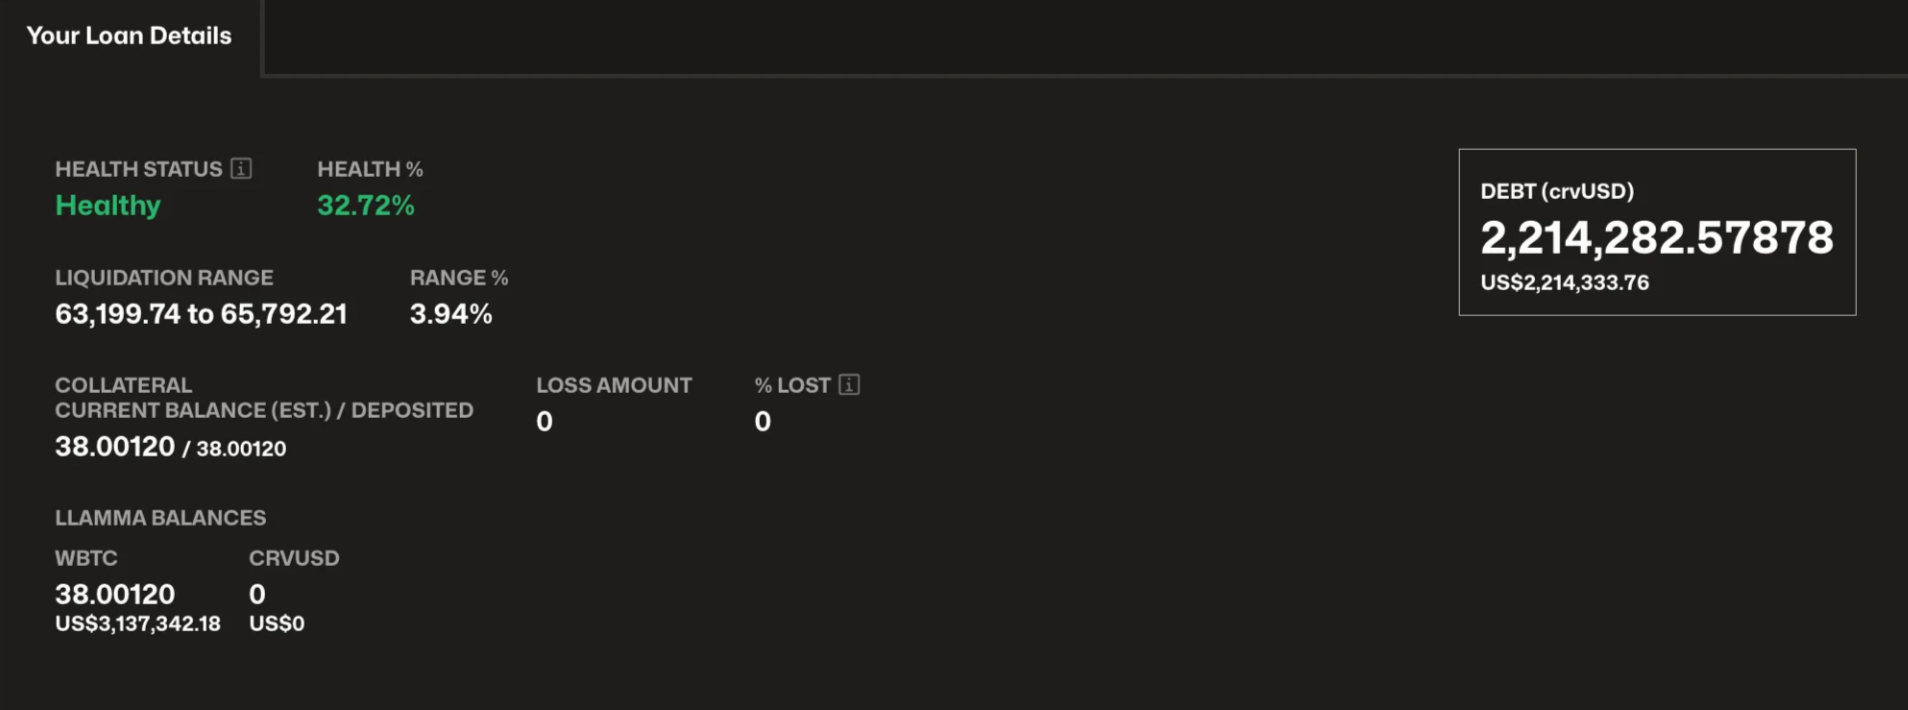 Your Loan Details
HEALTH STATUS
HEALTH %
Healthy
32.72%
DEBT (crvUSD)
2,214,282.57878
US$2,214,333.76
LIQUIDATION RANGE
RANGE %
63,199.74 to 65,792.21
3.94%
COLLATERAL
CURRENT BALANCE (EST.) / DEPOSITED
38.00120 / 38.00120
LOSS AMOUNT
0
% LOST
0
LLAMMA BALANCES
WBTC
CRVUSD
38.00120
0
US$3,137,342.18
US$0